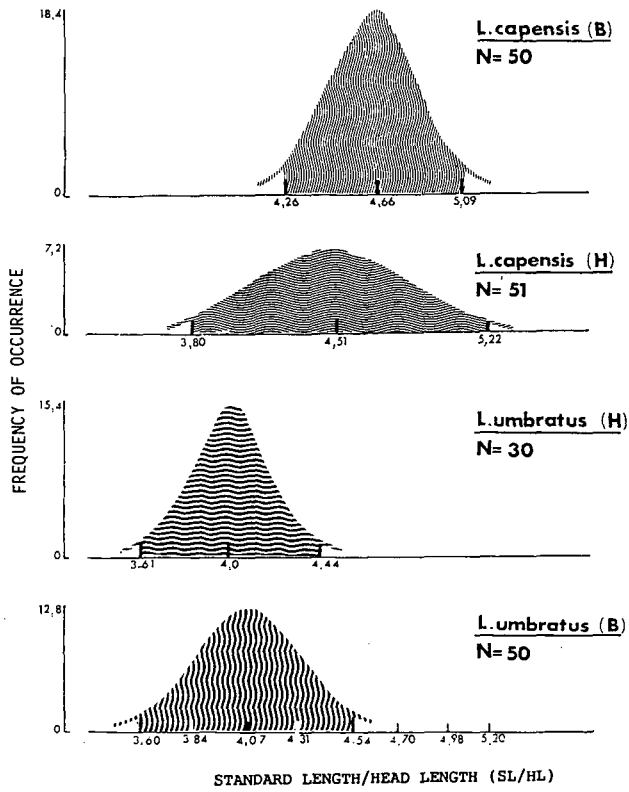 18,4
L.capensis (B)
N= 50
0
4,26 4,66 5,09
7,2
L.capensis (H)
N= 51
0
3,80 4,51 5,22
FREQUENCY OF OCCURRENCE
15,4
L.umbratus (H)
N= 30
0
3.61 4,0 4,44
12,8
L.umbratus (B)
N= 50
0
3.60 3 84 4,07 4 31 4.54 4,70 4,98 5,20
STANDARD LENGTH/HEAD LENGTH (SL/HL)